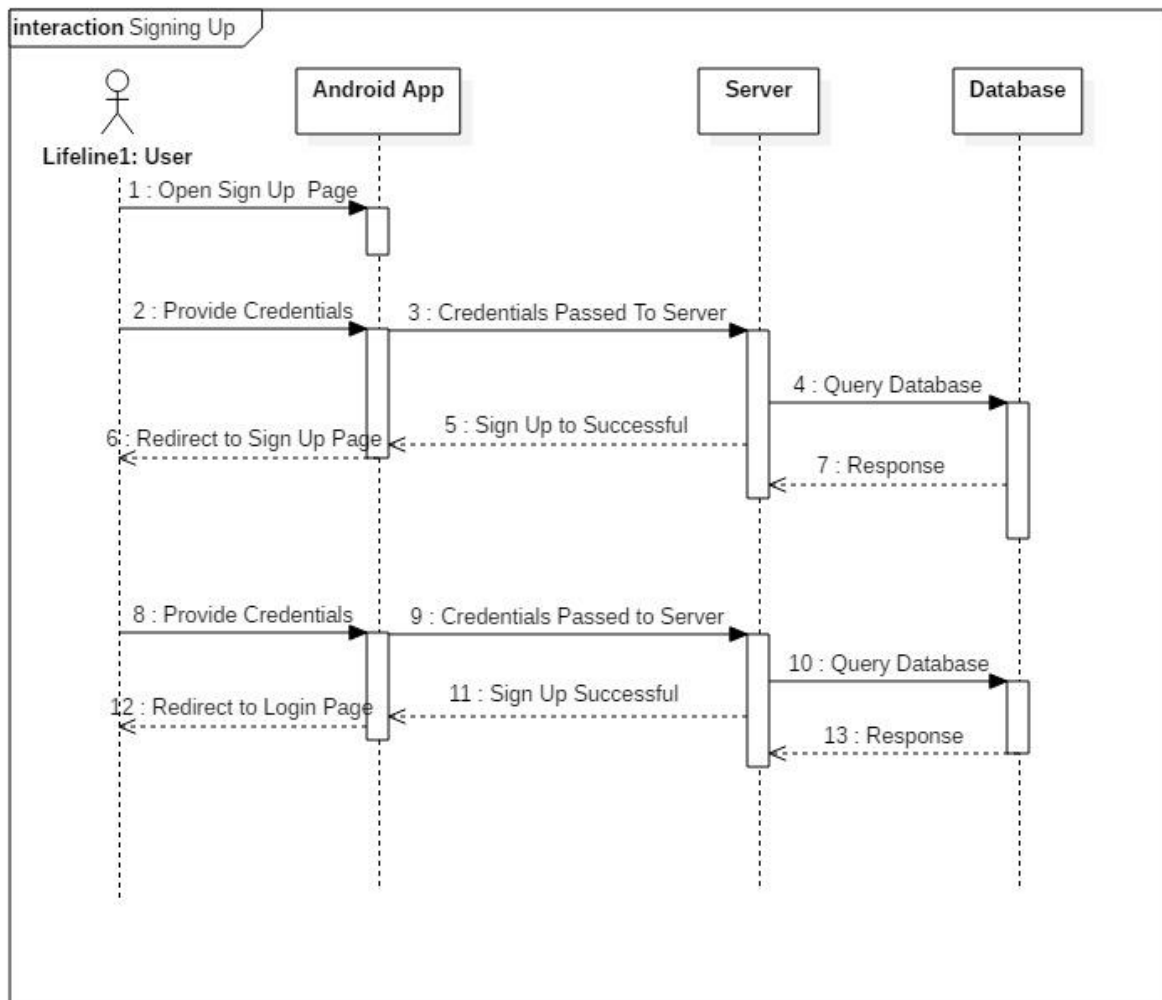 interaction Signing Up
Android App
Server
Database
Lifeline1: User
1 : Open Sign Up Page
2 : Provide Credentials
3 : Credentials Passed To Server
4 : Query Database
5 : Sign Up to Successful
6 : Redirect to Sign Up Page
7 : Response
8 : Provide Credentials
9 : Credentials Passed to Server
10 : Query Database
11 : Sign Up Successful
12 : Redirect to Login Page
13 : Response